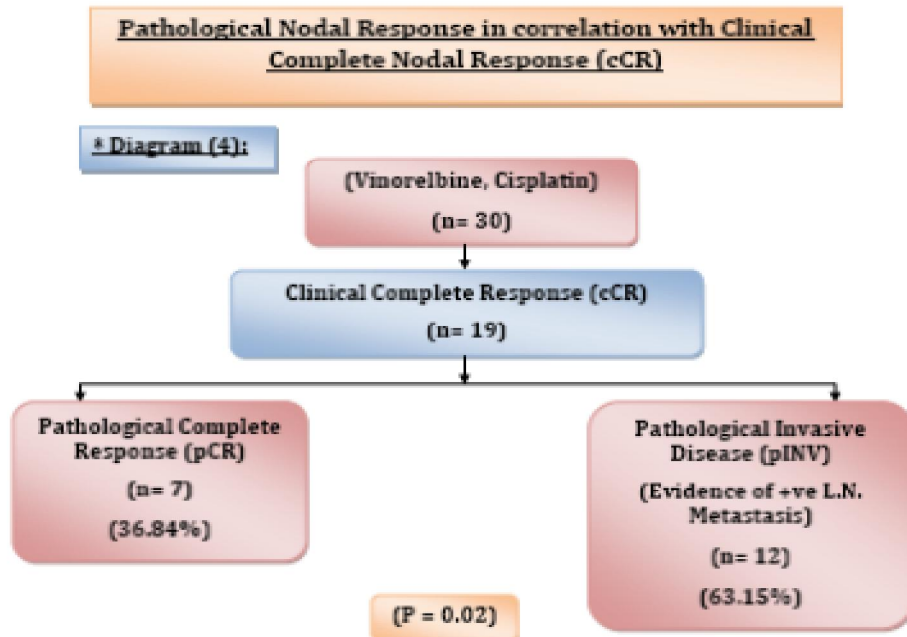 Pathological Nodal Response in correlation with Clinical
Complete Nodal Response (cCR)
* Diagram (4):
(Vinorelbine, Cisplatin)
(n= 30)
Clinical Complete Response (cCR)
(n= 19)
Pathological Complete
Response (pCR)
(n= 7)
(36.84%)
Pathological Invasive
Disease (pINV)
(Evidence of +ve L.N.
Metastasis)
(n= 12)
(63.15%)
(P = 0.02)